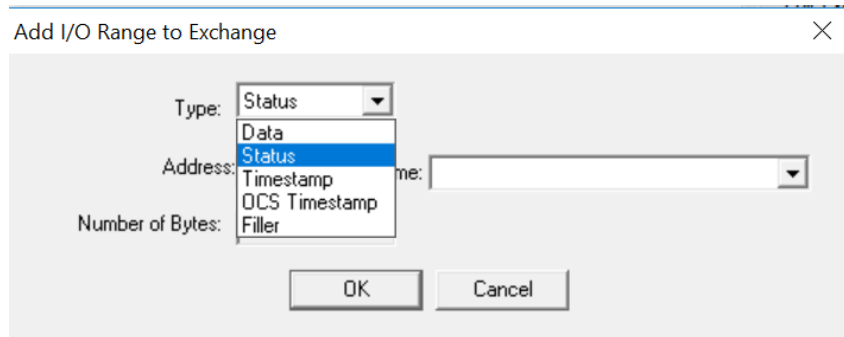 Add I/O Range to Exchange
Type: Status
Data
Address: Status me:
Timestamp
OCS Timestamp
Number of Bytes: Filler
OK Cancel